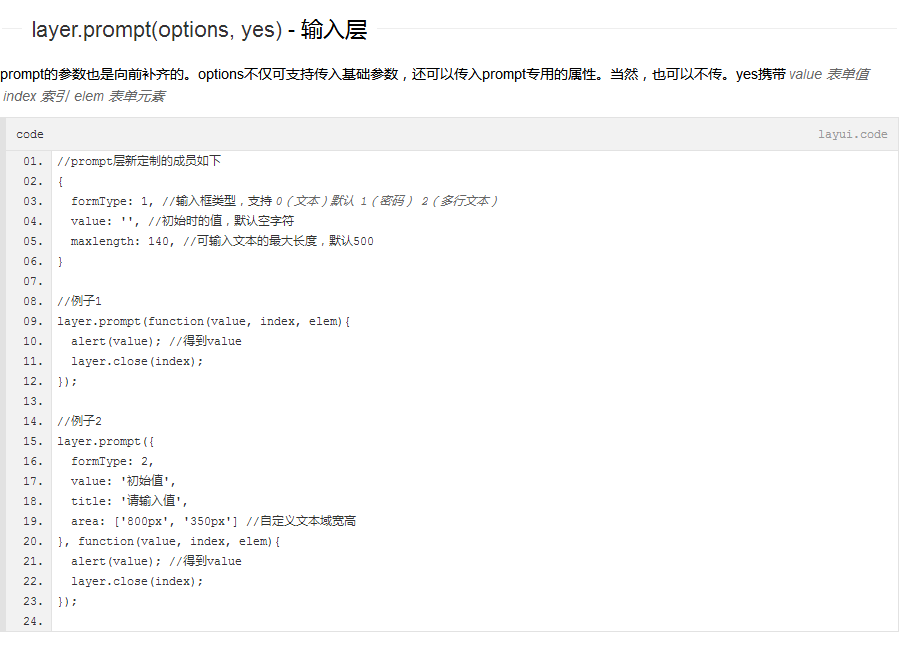 layer.prompt(options, yes) - 输入层
prompt的参数也是向前补齐的。options不仅可支持传入基础参数，还可以传入prompt专用的属性。当然，也可以不传。yes携带 value 表单值
index 索引 elem 表单元素
code layui.code
01. //prompt层新定制的成员如下
02. {
03.   formType: 1, //输入框类型，支持 0（文本）默认 1（密码） 2（多行文本）
04.   value: '', //初始时的值，默认空字符
05.   maxlength: 140, //可输入文本的最大长度，默认500
06. }
07.
08. //例子1
09. layer.prompt(function(value, index, elem){
10.   alert(value); //得到value
11.   layer.close(index);
12. });
13.
14. //例子2
15. layer.prompt({
16.   formType: 2,
17.   value: '初始值',
18.   title: '请输入值',
19.   area: ['800px', '350px'] //自定义文本域宽高
20. }, function(value, index, elem){
21.   alert(value); //得到value
22.   layer.close(index);
23. });
24.